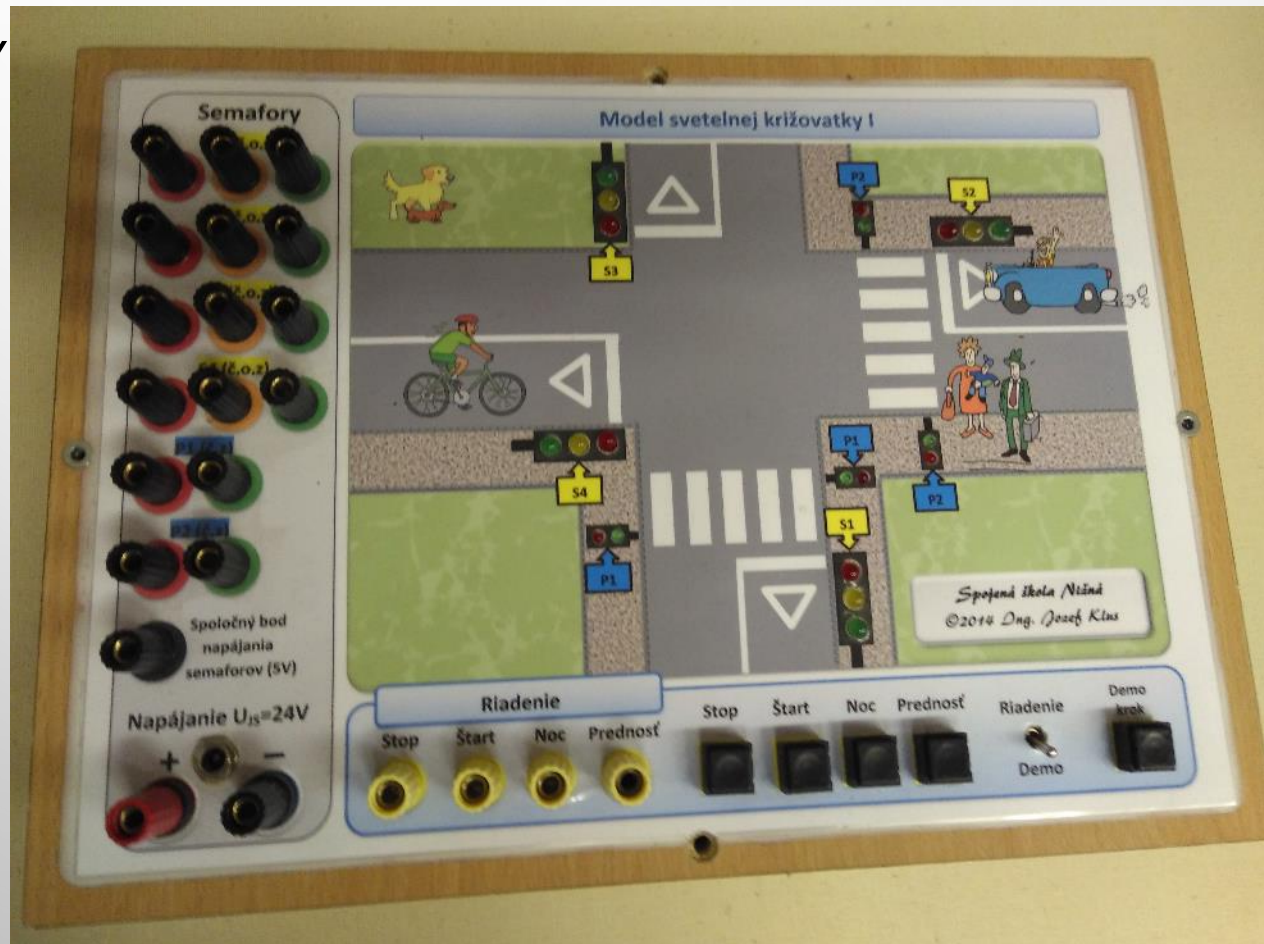 Semafory
Model svetelnej križovatky I
(č,o,z)
P2
S2
S3
P1
S4
P2
S1
P1
Spojená škola Nižná
©2014 Ing. Jozef Klus
Spoločný bod
napájania
semaforov (5V)
Napájanie UJS=24V
+ −
Riadenie
Stop Štart Noc Prednosť
Stop Štart Noc Prednosť
Riadenie
Demo
Demo
krok